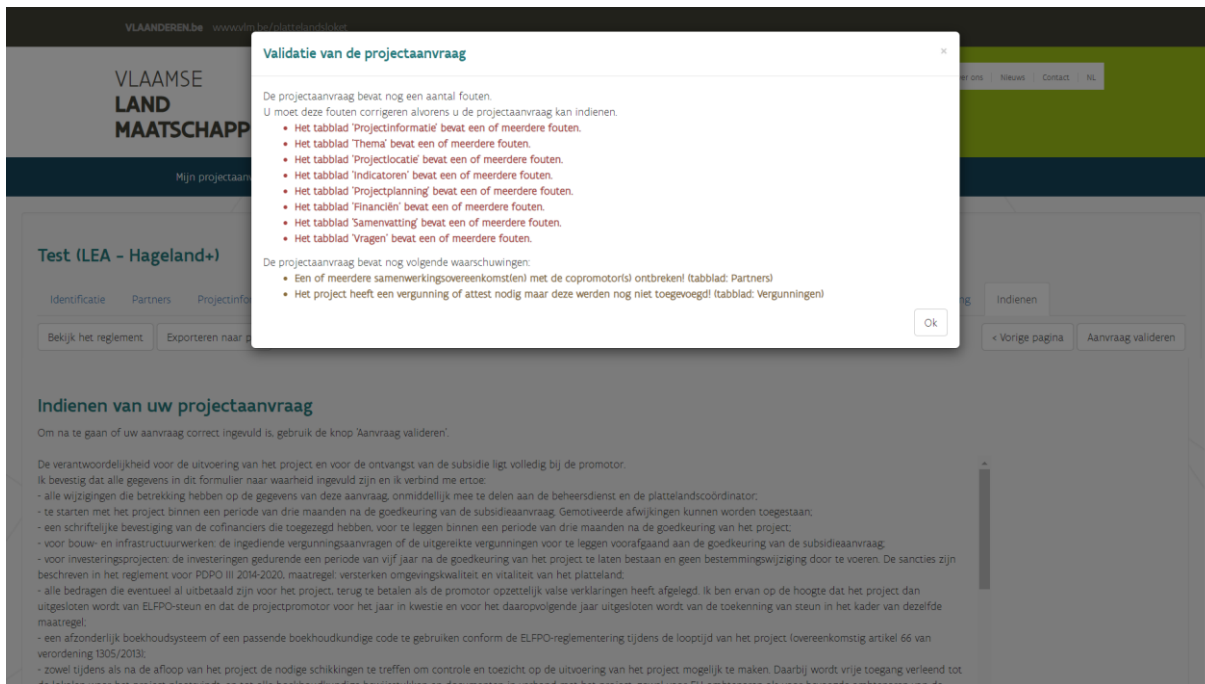 VLAANDEREN.be www.vlm.be/plattelandsloket
Validatie van de projectaanvraag ×
VLAAMSE
LAND
MAATSCHAPP
er ons Nieuws Contact NL
De projectaanvraag bevat nog een aantal fouten.
U moet deze fouten corrigeren alvorens u de projectaanvraag kan indienen.
• Het tabblad 'Projectinformatie' bevat een of meerdere fouten.
• Het tabblad 'Thema' bevat een of meerdere fouten.
• Het tabblad 'Projectlocatie' bevat een of meerdere fouten.
• Het tabblad 'Indicatoren' bevat een of meerdere fouten.
• Het tabblad 'Projectplanning' bevat een of meerdere fouten.
• Het tabblad 'Financiën' bevat een of meerdere fouten.
• Het tabblad 'Samenvatting' bevat een of meerdere fouten.
• Het tabblad 'Vragen' bevat een of meerdere fouten.
De projectaanvraag bevat nog volgende waarschuwingen:
• Een of meerdere samenwerkingsovereenkomst(en) met de copromotor(s) ontbreken! (tabblad: Partners)
• Het project heeft een vergunning of attest nodig maar deze werden nog niet toegevoegd! (tabblad: Vergunningen)
Ok
Mijn projectaanv
Test (LEA - Hageland+)
Identificatie Partners Projectinfo ng Indienen
Bekijk het reglement Exporteren naar p < Vorige pagina Aanvraag valideren
Indienen van uw projectaanvraag
Om na te gaan of uw aanvraag correct ingevuld is, gebruik de knop 'Aanvraag valideren'.
De verantwoordelijkheid voor de uitvoering van het project en voor de ontvangst van de subsidie ligt volledig bij de promotor.
Ik bevestig dat alle gegevens in dit formulier naar waarheid ingevuld zijn en ik verbind me ertoe:
- alle wijzigingen die betrekking hebben op de gegevens van deze aanvraag, onmiddellijk mee te delen aan de beheersdienst en de plattelandscoördinator;
- te starten met het project binnen een periode van drie maanden na de goedkeuring van de subsidieaanvraag. Gemotiveerde afwijkingen kunnen worden toegestaan;
- een schriftelijke bevestiging van de cofinanciers die toegezegd hebben, voor te leggen binnen een periode van drie maanden na de goedkeuring van het project;
- voor bouw- en infrastructuurwerken: de ingediende vergunningsaanvragen of de uitgereikte vergunningen voor te leggen voorafgaand aan de goedkeuring van de subsidieaanvraag;
- voor investeringsprojecten: de investeringen gedurende een periode van vijf jaar na de goedkeuring van het project te laten bestaan en geen bestemmingswijziging door te voeren. De sancties zijn
beschreven in het reglement voor PDPO III 2014-2020, maatregel: versterken omgevingskwaliteit en vitaliteit van het platteland;
- alle bedragen die eventueel al uitbetaald zijn voor het project, terug te betalen als de promotor opzettelijk valse verklaringen heeft afgelegd. Ik ben ervan op de hoogte dat het project dan
uitgesloten wordt van ELFPO-steun en dat de projectpromotor voor het jaar in kwestie en voor het daaropvolgende jaar uitgesloten wordt van de toekenning van steun in het kader van dezelfde
maatregel;
- een afzonderlijk boekhoudsysteem of een passende boekhoudkundige code te gebruiken conform de ELFPO-reglementering tijdens de looptijd van het project (overeenkomstig artikel 66 van
verordening 1305/2013);
- zowel tijdens als na de afloop van het project de nodige schikkingen te treffen om controle en toezicht op de uitvoering van het project mogelijk te maken. Daarbij wordt vrije toegang verleend tot